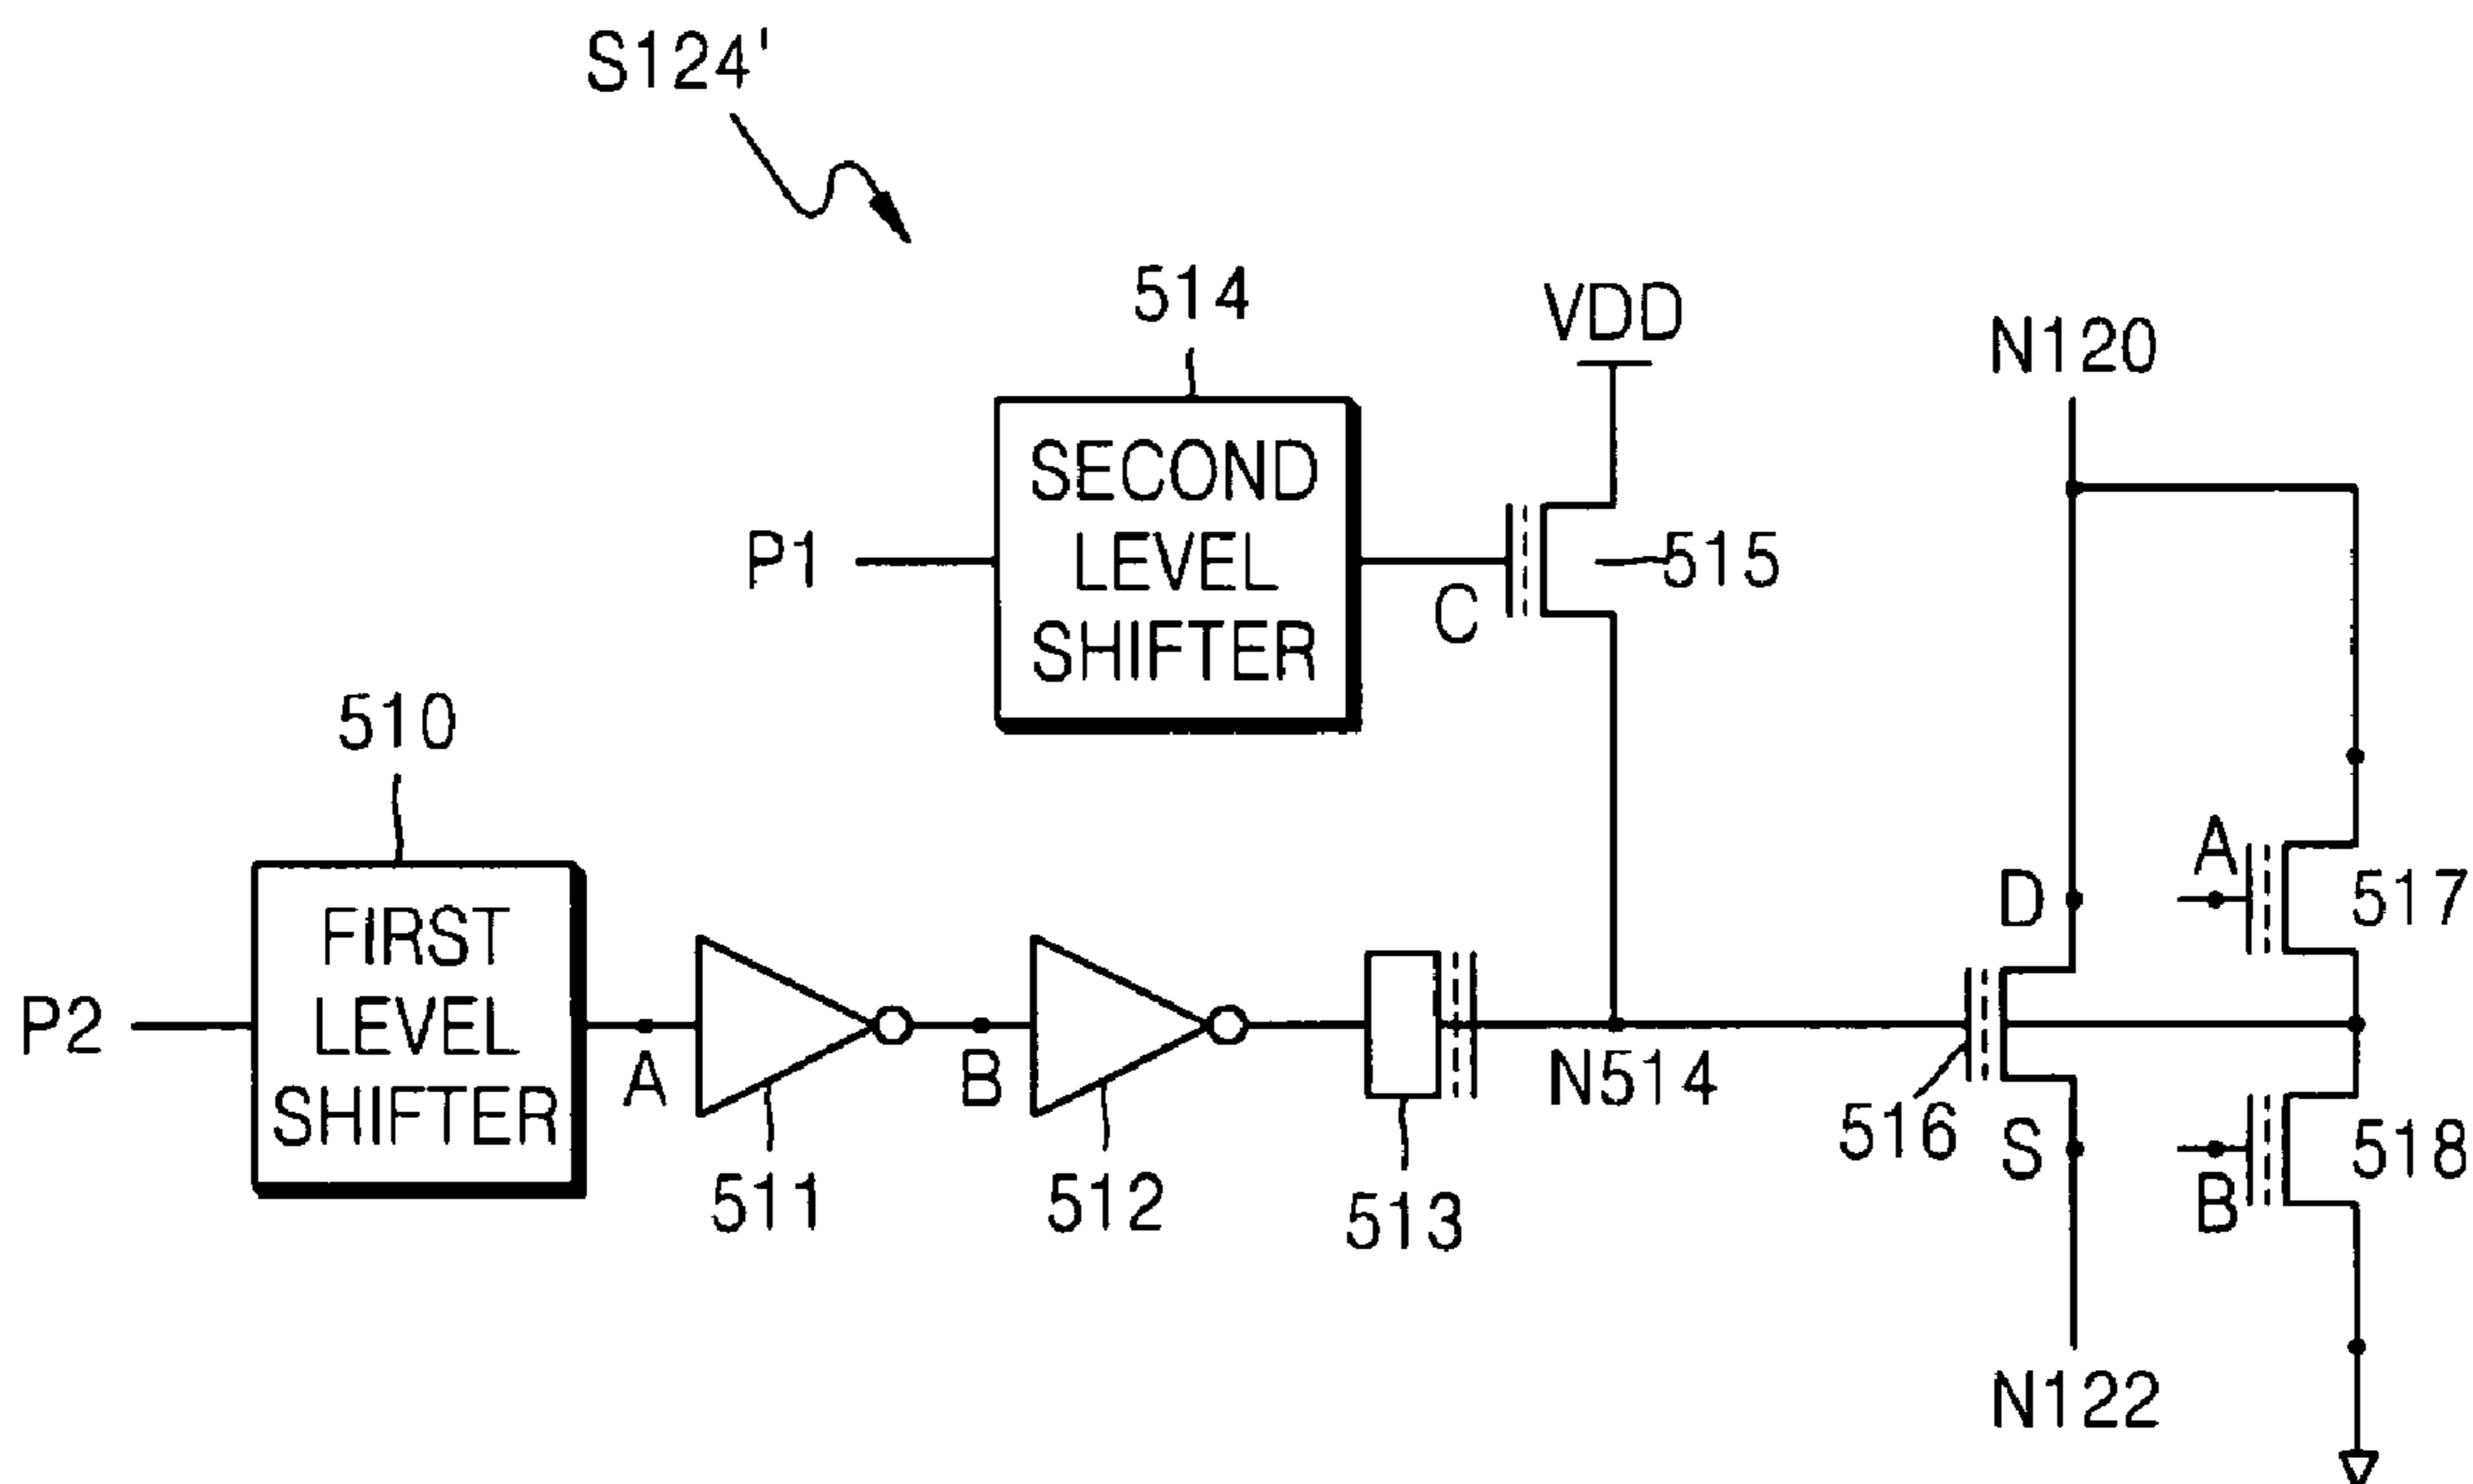 S124'
514
VDD
N120
SECOND
LEVEL
SHIFTER
P1
C
515
510
FIRST
LEVEL
SHIFTER
P2
A
B
511
512
513
N514
516
D
S
A
517
B
518
N122